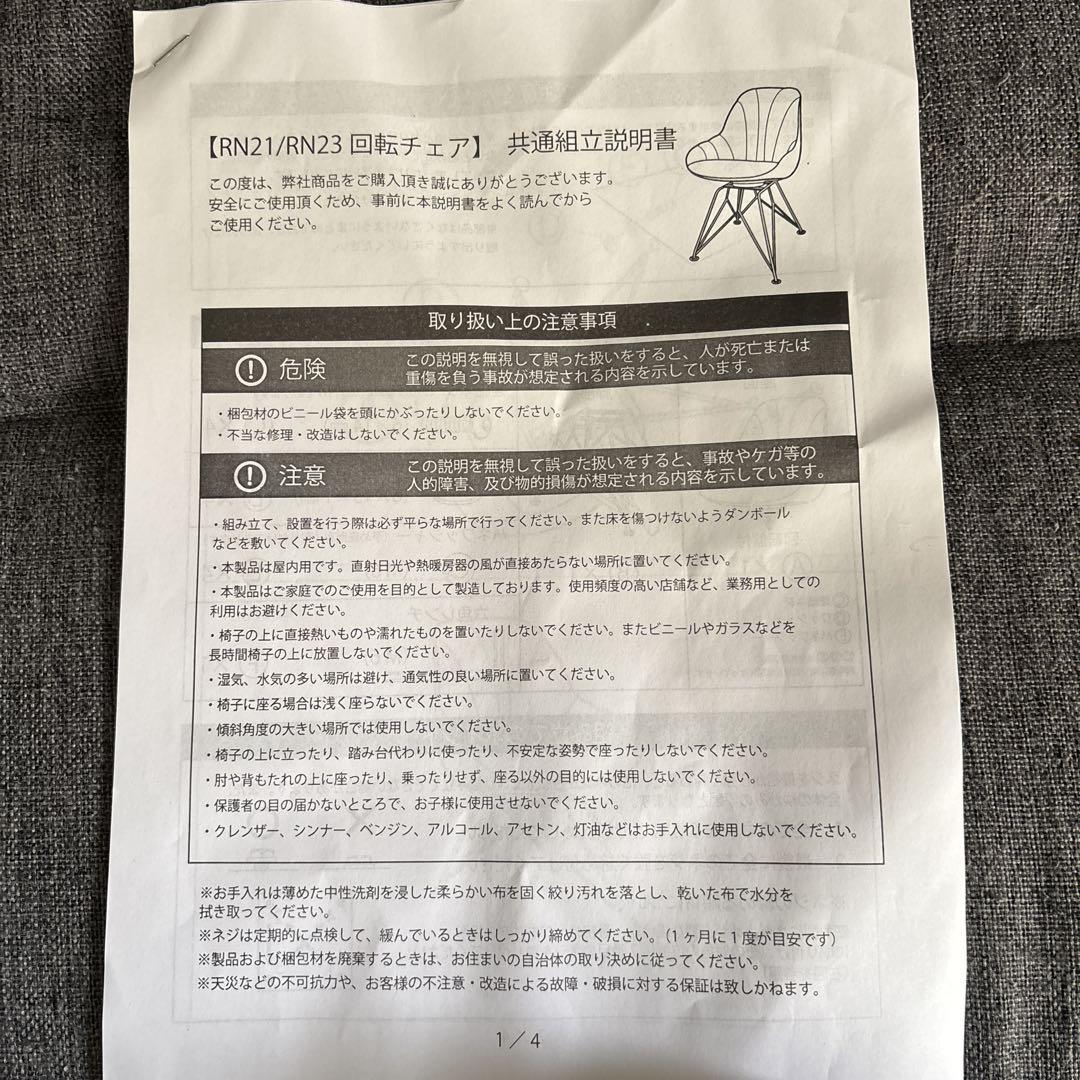 【RN21/RN23 回転チェア】 共通組立説明書
この度は、弊社商品をご購入頂き誠にありがとうございます。
安全にご使用頂くため、事前に本説明書をよく読んでから
ご使用ください。
取り扱い上の注意事項
危険
この説明を無視して誤った扱いをすると、人が死亡または
重傷を負う事故が想定される内容を示しています。
・梱包材のビニール袋を頭にかぶったりしないでください。
・不当な修理・改造はしないでください。
注意
この説明を無視して誤った扱いをすると、事故やケガ等の
人的障害、及び物的損傷が想定される内容を示しています。
・組み立て、設置を行う際は必ず平らな場所で行ってください。また床を傷つけないようダンボール
などを敷いてください。
・本製品は屋内用です。直射日光や熱暖房器の風が直接あたらない場所に置いてください。
・本製品はご家庭でのご使用を目的として製造しております。使用頻度の高い店舗など、業務用としての
利用はお避けください。
・椅子の上に直接熱いものや濡れたものを置いたりしないでください。またビニールやガラスなどを
長時間椅子の上に放置しないでください。
・湿気、水気の多い場所は避け、通気性の良い場所に置いてください。
・椅子に座る場合は浅く座らないでください。
・傾斜角度の大きい場所では使用しないでください。
・椅子の上に立ったり、踏み台代わりに使ったり、不安定な姿勢で座ったりしないでください。
・肘や背もたれの上に座ったり、乗ったりせず、座る以外の目的には使用しないでください。
・保護者の目の届かないところで、お子様に使用させないでください。
・クレンザー、シンナー、ベンジン、アルコール、アセトン、灯油などはお手入れに使用しないでください。
※お手入れは薄めた中性洗剤を浸した柔らかい布を固く絞り汚れを落とし、乾いた布で水分を
拭き取ってください。
※ネジは定期的に点検して、緩んでいるときはしっかり締めてください。（1ヶ月に1度が目安です）
※製品および梱包材を廃棄するときは、お住まいの自治体の取り決めに従ってください。
※天災などの不可抗力や、お客様の不注意・改造による故障・破損に対する保証は致しかねます。
1／4